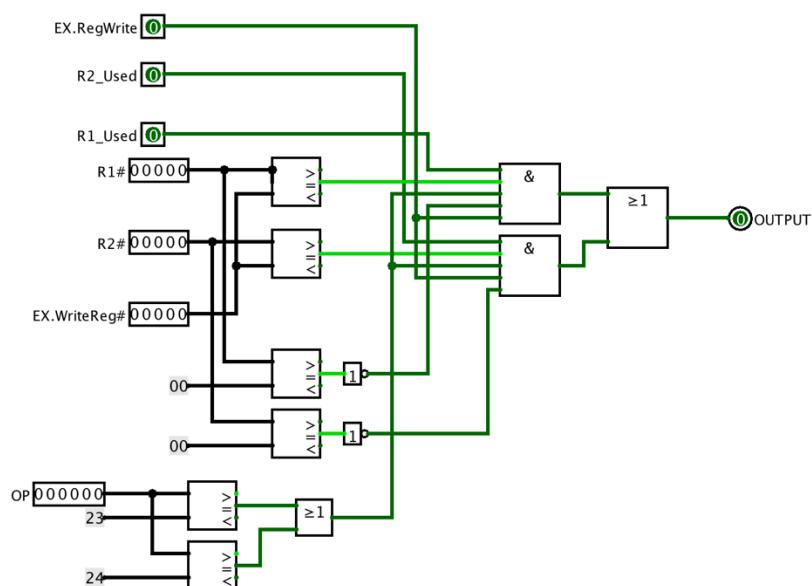 EX.RegWrite 0
R2_Used 0
R1_Used 0
R1# 00000
> = <
&
≥1
R2# 00000
> = <
&
0 OUTPUT
EX.WriteReg# 00000
> = <
1
00
> = <
1
00
OP 000000
> = <
23
≥1
> = <
24